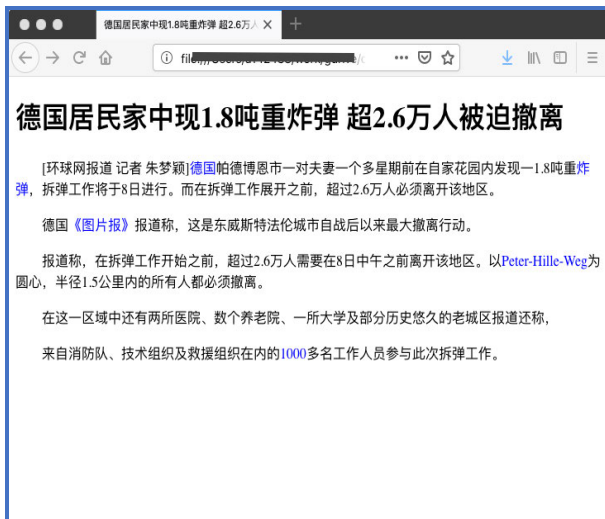 德国居民家中现1.8吨重炸弹 超2.6万人
德国居民家中现1.8吨重炸弹 超2.6万人被迫撤离
[环球网报道 记者 朱梦颖]德国帕德博恩市一对夫妻一个多星期前在自家花园内发现一1.8吨重炸
弹，拆弹工作将于8日进行。而在拆弹工作展开之前，超过2.6万人必须离开该地区。
德国《图片报》报道称，这是东威斯特法伦城市自战后以来最大撤离行动。
报道称，在拆弹工作开始之前，超过2.6万人需要在8日中午之前离开该地区。以Peter-Hille-Weg为
圆心，半径1.5公里内的所有人都必须撤离。
在这一区域中还有两所医院、数个养老院、一所大学及部分历史悠久的老城区报道还称，
来自消防队、技术组织及救援组织在内的1000多名工作人员参与此次拆弹工作。